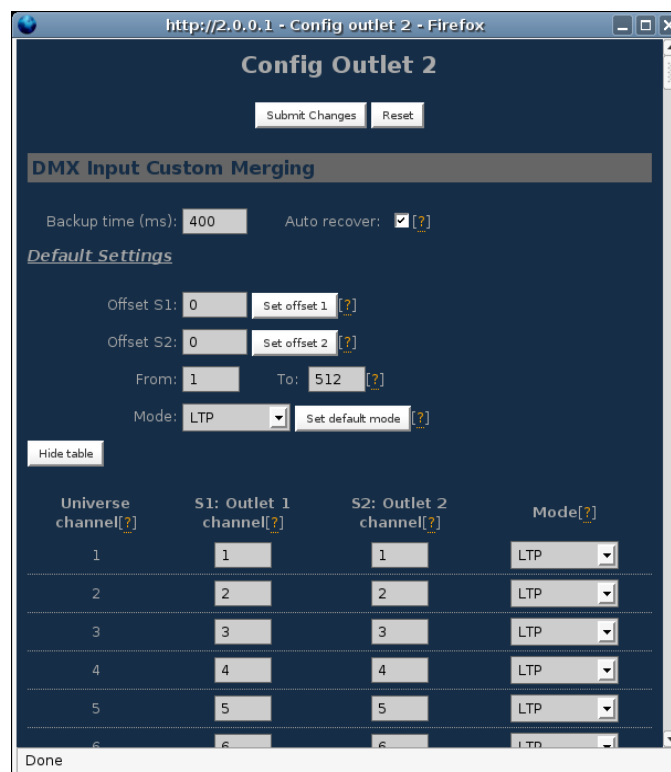 http://2.0.0.1 - Config outlet 2 - Firefox
Config Outlet 2
Submit Changes Reset
DMX Input Custom Merging
Backup time (ms): 400 Auto recover: [?]
Default Settings
Offset S1: 0 Set offset 1 [?]
Offset S2: 0 Set offset 2 [?]
From: 1 To: 512 [?]
Mode: LTP Set default mode [?]
Hide table
Universe channel[?] S1: Outlet 1 channel[?] S2: Outlet 2 channel[?] Mode[?]
1 1 1 LTP
2 2 2 LTP
3 3 3 LTP
4 4 4 LTP
5 5 5 LTP
6 6 6 LTP
Done